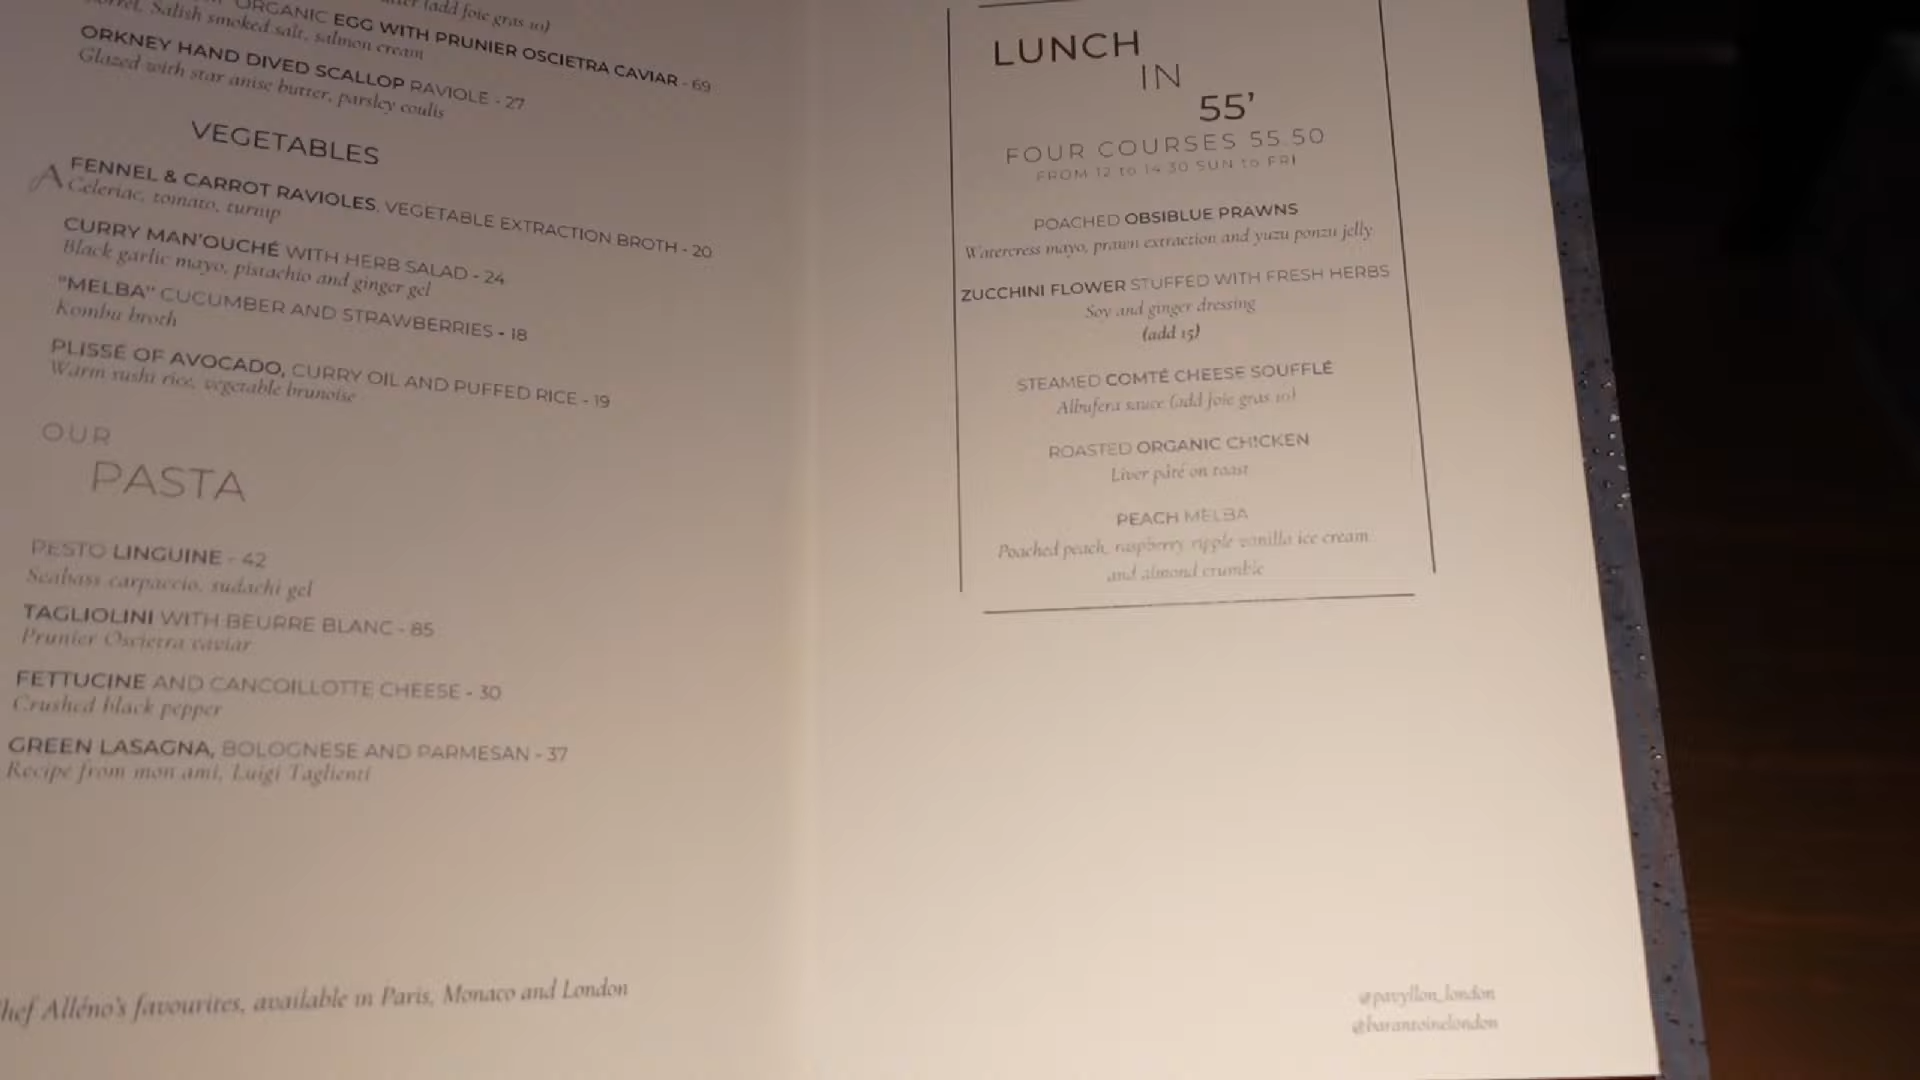 (add foie gras 10)
ORGANIC EGG WITH PRUNIER OSCIETRA CAVIAR - 69
Salish smoked salt, salmon cream
ORKNEY HAND DIVED SCALLOP RAVIOLE - 27
Glazed with star anise butter, parsley coulis
VEGETABLES
A FENNEL & CARROT RAVIOLES, VEGETABLE EXTRACTION BROTH - 20
Celeriac, tomato, turnip
CURRY MAN'OUCHÉ WITH HERB SALAD - 24
Black garlic mayo, pistachio and ginger gel
"MELBA" CUCUMBER AND STRAWBERRIES - 18
Kombu broth
PLISSÉ OF AVOCADO, CURRY OIL AND PUFFED RICE - 19
Warm sushi rice, vegetable brunoise
OUR
PASTA
PESTO LINGUINE - 42
Seabass carpaccio, sudachi gel
TAGLIOLINI WITH BEURRE BLANC - 85
Prunier Oscietra caviar
FETTUCINE AND CANCOILLOTTE CHEESE - 30
Crushed black pepper
GREEN LASAGNA, BOLOGNESE AND PARMESAN - 37
Recipe from mon ami, Luigi Taglienti
Chef Alléno's favourites, available in Paris, Monaco and London
LUNCH
IN
55'
FOUR COURSES 55.50
FROM 12 to 14.30 SUN to FRI
POACHED OBSIBLUE PRAWNS
Watercress mayo, prawn extraction and yuzu ponzu jelly
ZUCCHINI FLOWER STUFFED WITH FRESH HERBS
Soy and ginger dressing
(add 15)
STEAMED COMTÉ CHEESE SOUFFLÉ
Albufera sauce (add foie gras 10)
ROASTED ORGANIC CHICKEN
Liver pâté on toast
PEACH MELBA
Poached peach, raspberry ripple vanilla ice cream
and almond crumble
@pavyllon_london
@barantoinelondon